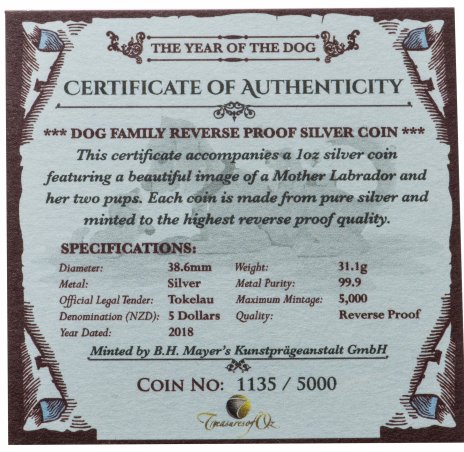 THE YEAR OF THE DOG
CERTIFICATE OF AUTHENTICITY
*** DOG FAMILY REVERSE PROOF SILVER COIN ***
This certificate accompanies a 1oz silver coin
featuring a beautiful image of a Mother Labrador and
her two pups. Each coin is made from pure silver and
minted to the highest reverse proof quality.
SPECIFICATIONS:
Diameter: 38.6mm Weight: 31.1g
Metal: Silver Metal Purity: 99.9
Official Legal Tender: Tokelau Maximum Mintage: 5,000
Denomination (NZD): 5 Dollars Quality: Reverse Proof
Year Dated: 2018
Minted by B.H. Mayer's Kunstprägeanstalt GmbH
COIN NO: 1135 / 5000
Treasures of Oz